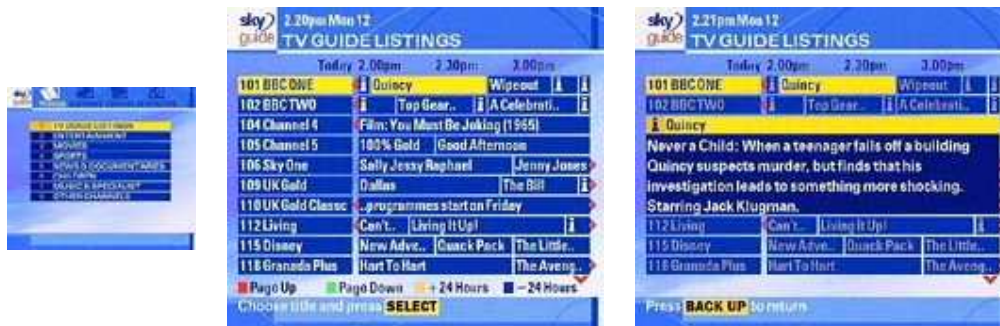 TV GUIDE LISTINGS
ENTERTAINMENT
MOVIES
SPORTS
NEWS & DOCUMENTARIES
MUSIC & SPECIALIST
OTHER CHANNELS
sky guide
2.20pm Mon 12
TV GUIDE LISTINGS
Today 2.00pm 2.30pm 3.00pm
101 BBC ONE i Quincy Wipeout i i
102 BBC TWO i Top Gear.. i A Celebrati.. i
104 Channel 4 Film: You Must Be Joking (1965)
105 Channel 5 100% Gold Good Afternoon
106 Sky One Sally Jessy Raphael Jenny Jones
109 UK Gold Dallas The Bill i
110 UK Gold Classc ..programmes start on Friday
112 Living Can't.. Living It Up! i
115 Disney New Adve.. Quack Pack The Little..
118 Granada Plus Hart To Hart The Aveng..
Page Up Page Down + 24 Hours - 24 Hours
Choose title and press SELECT
sky guide
2.21pm Mon 12
TV GUIDE LISTINGS
Today 2.00pm 2.30pm 3.00pm
101 BBC ONE i Quincy Wipeout i i
102 BBC TWO i Top Gear.. i A Celebrati.. i
i Quincy
Never a Child: When a teenager falls off a building
Quincy suspects murder, but finds that his
investigation leads to something more shocking.
Starring Jack Klugman.
112 Living Can't.. Living It Up! i
115 Disney New Adve.. Quack Pack The Little..
118 Granada Plus Hart To Hart The Aveng..
Press BACK UP to return